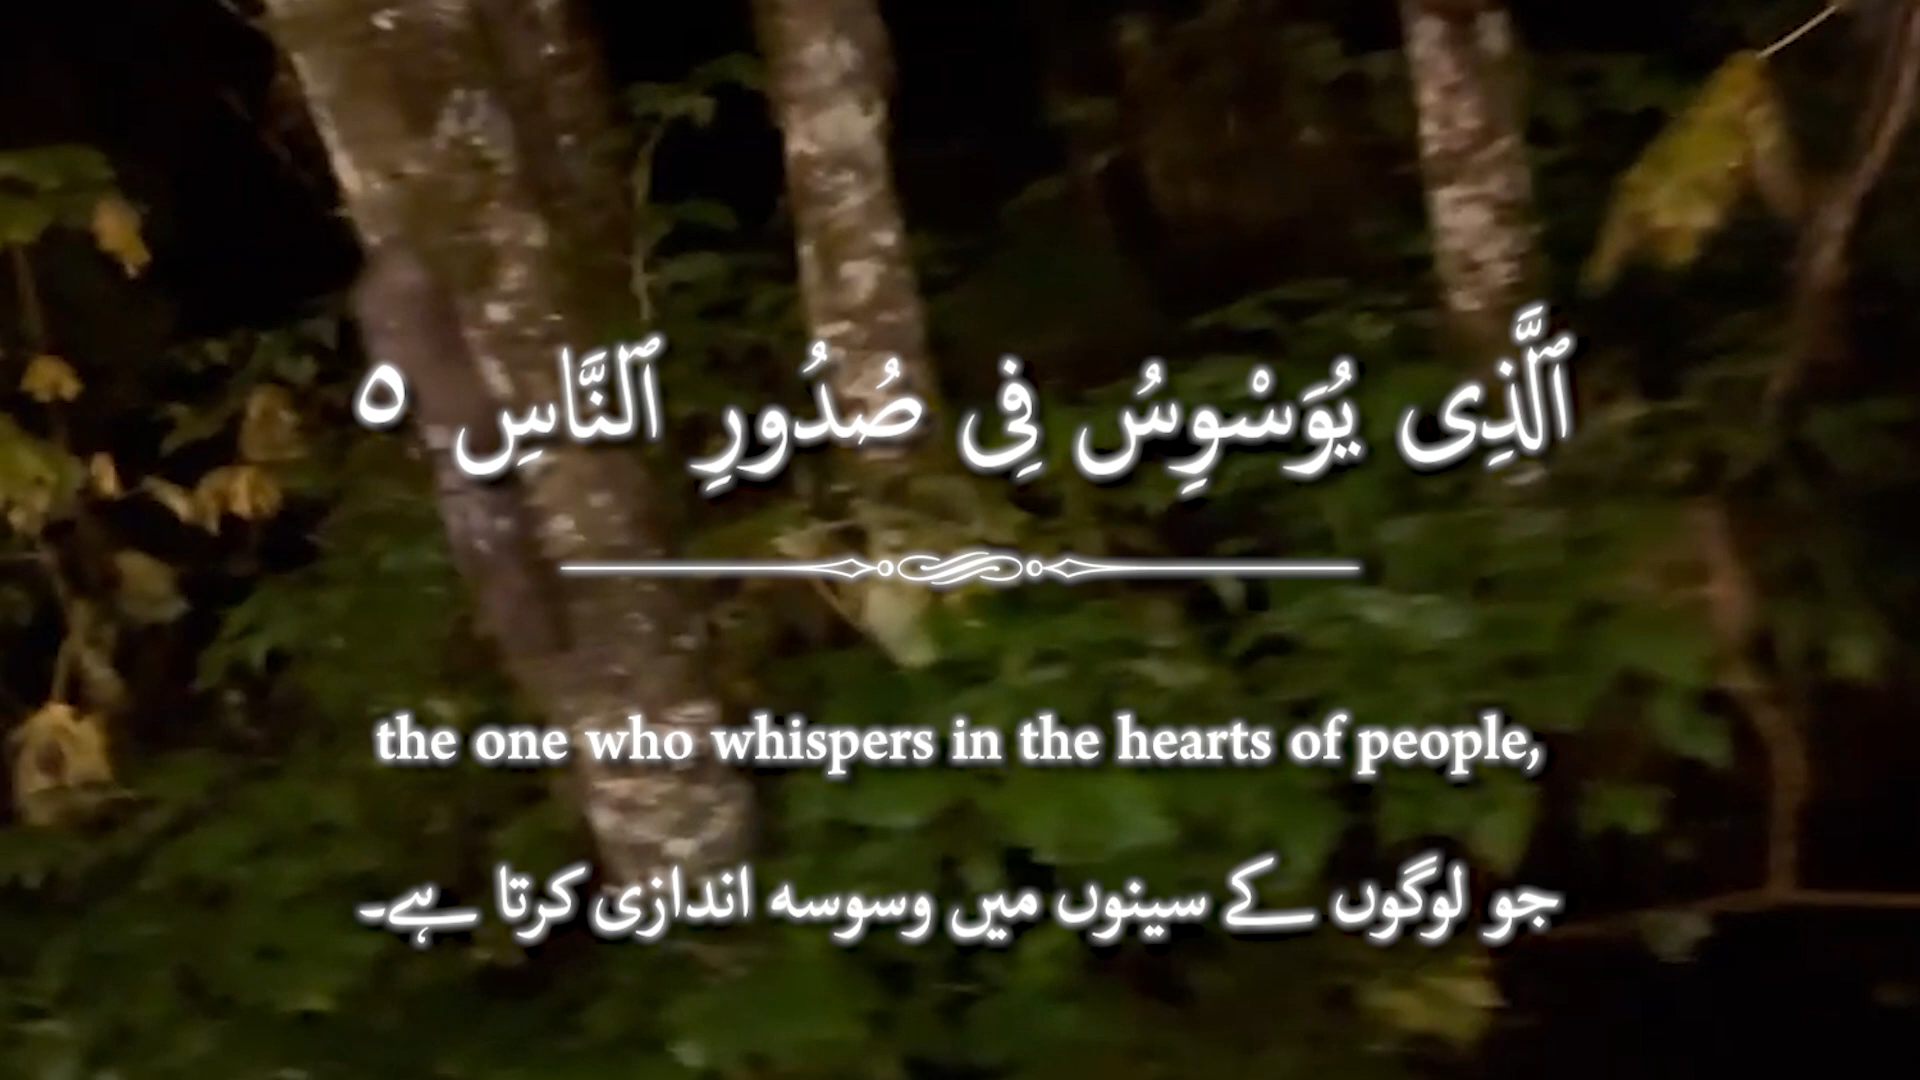 ٱلَّذِى يُوَسْوِسُ فِى صُدُورِ ٱلنَّاسِ ٥
the one who whispers in the hearts of people,
جو لوگوں کے سینوں میں وسوسہ اندازی کرتا ہے۔